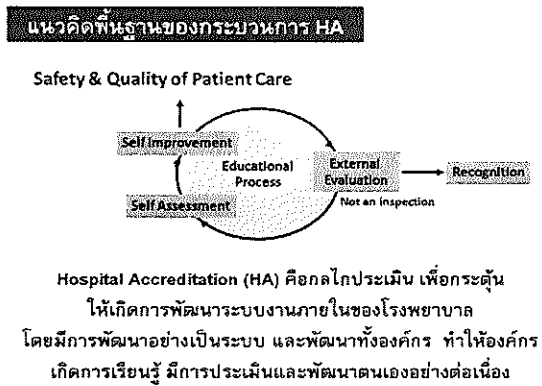 แนวคิดพื้นฐานของกระบวนการ HA
Safety & Quality of Patient Care
Self Improvement
Educational
Process
External
Evaluation
Recognition
Self Assessment
Not an inspection
Hospital Accreditation (HA) คือกลไกประเมิน เพื่อกระตุ้น
ให้เกิดการพัฒนาระบบงานภายในของโรงพยาบาล
โดยมีการพัฒนาอย่างเป็นระบบ และพัฒนาทั้งองค์กร ทำให้องค์กร
เกิดการเรียนรู้ มีการประเมินและพัฒนาตนเองอย่างต่อเนื่อง